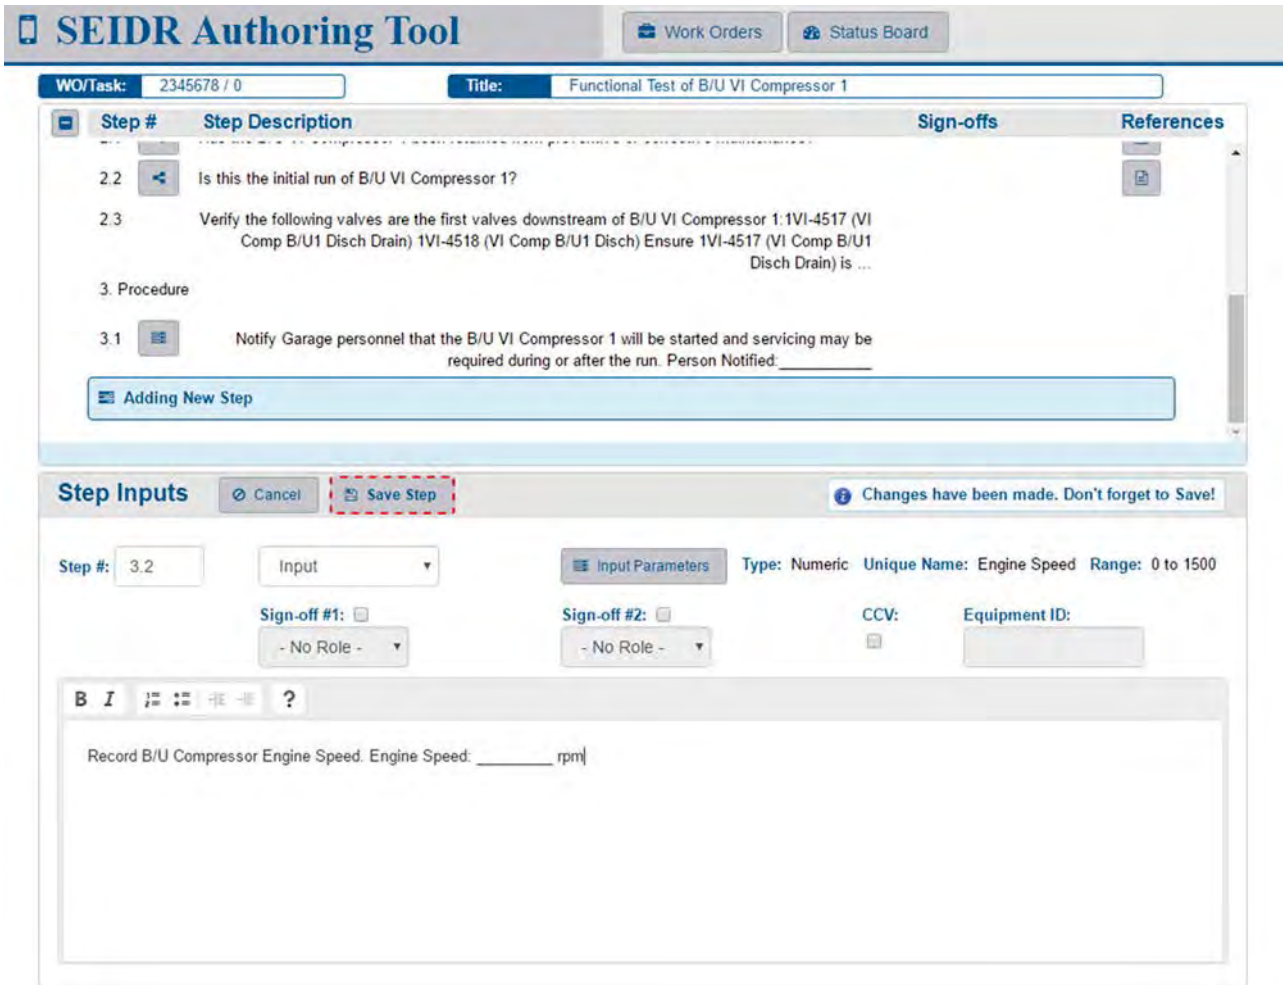 SEIDR Authoring Tool
Work Orders
Status Board
WO/Task: 2345678 / 0
Title: Functional Test of B/U VI Compressor 1
Step # Step Description Sign-offs References
2.2 Is this the initial run of B/U VI Compressor 1?
2.3 Verify the following valves are the first valves downstream of B/U VI Compressor 1:1VI-4517 (VI
Comp B/U1 Disch Drain) 1VI-4518 (VI Comp B/U1 Disch) Ensure 1VI-4517 (VI Comp B/U1
Disch Drain) is ...
3. Procedure
3.1 Notify Garage personnel that the B/U VI Compressor 1 will be started and servicing may be
required during or after the run. Person Notified:____________
Adding New Step
Step Inputs
Cancel
Save Step
Changes have been made. Don't forget to Save!
Step #: 3.2
Input
Input Parameters
Type: Numeric Unique Name: Engine Speed Range: 0 to 1500
Sign-off #1: Sign-off #2: CCV: Equipment ID:
- No Role - - No Role -
B I ?
Record B/U Compressor Engine Speed. Engine Speed: _________ rpm